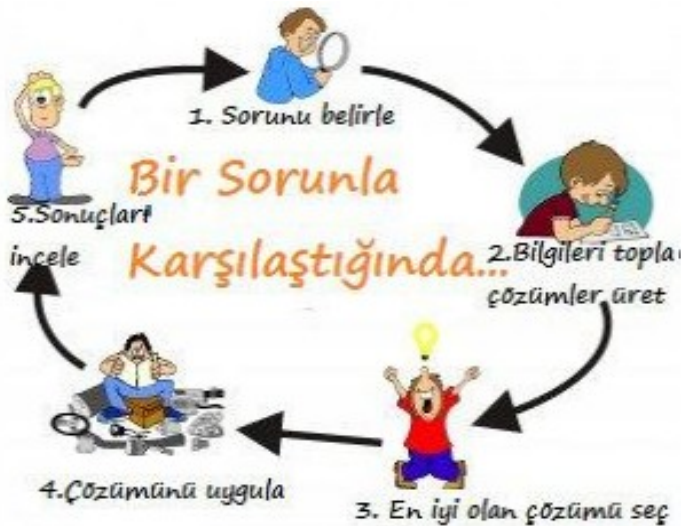 Bir Sorunla
Karşılaştığında...
1. Sorunu belirle
2.Bilgileri topla
çözümler üret
3. En iyi olan çözümü seç
4.Çözümünü uygula
5.Sonuçları
incele